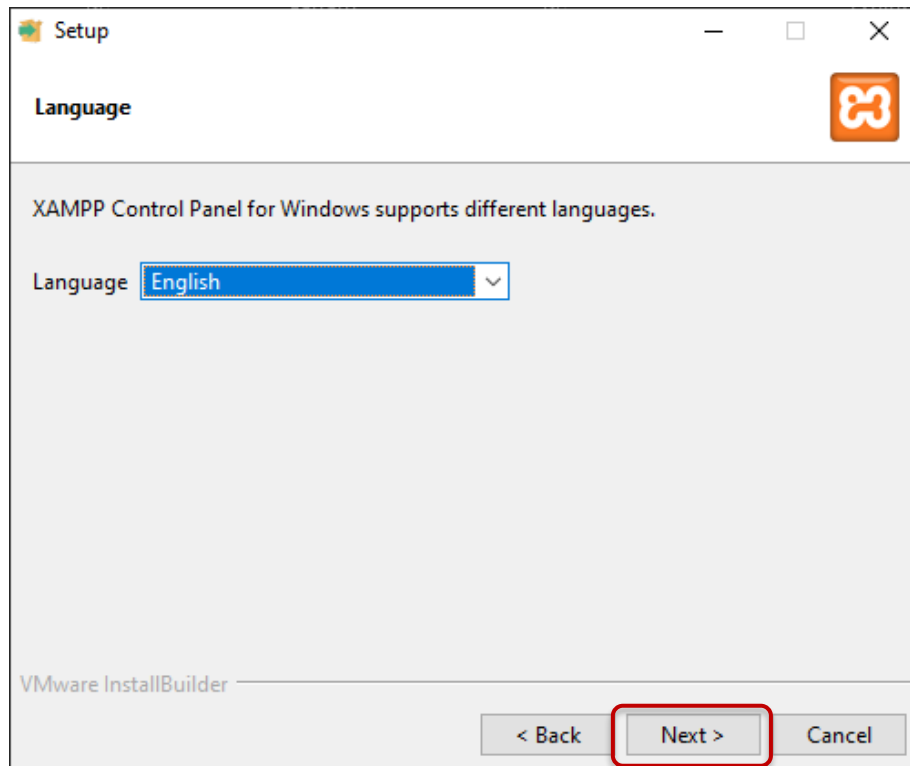 Setup
Language
XAMPP Control Panel for Windows supports different languages.
Language English
VMware InstallBuilder
< Back Next > Cancel